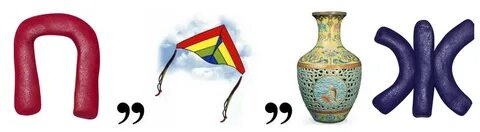 П ,, ,, Ж